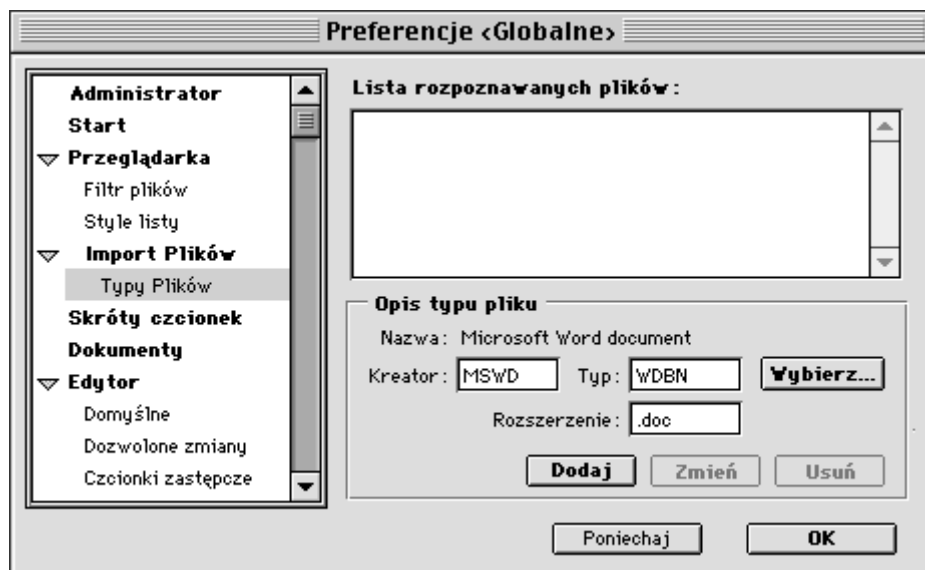 Preferencje <Globalne>
Administrator
Start
Przeglądarka
Filtr plików
Style listy
Import Plików
Typy Plików
Skróty czcionek
Dokumenty
Edytor
Domyślne
Dozwolone zmiany
Czcionki zastępcze
Lista rozpoznawanych plików:
Opis typu pliku
Nazwa: Microsoft Word document
Kreator: MSWD Typ: WDBN Wybierz...
Rozszerzenie: .doc
Dodaj Zmień Usuń
Poniechaj OK